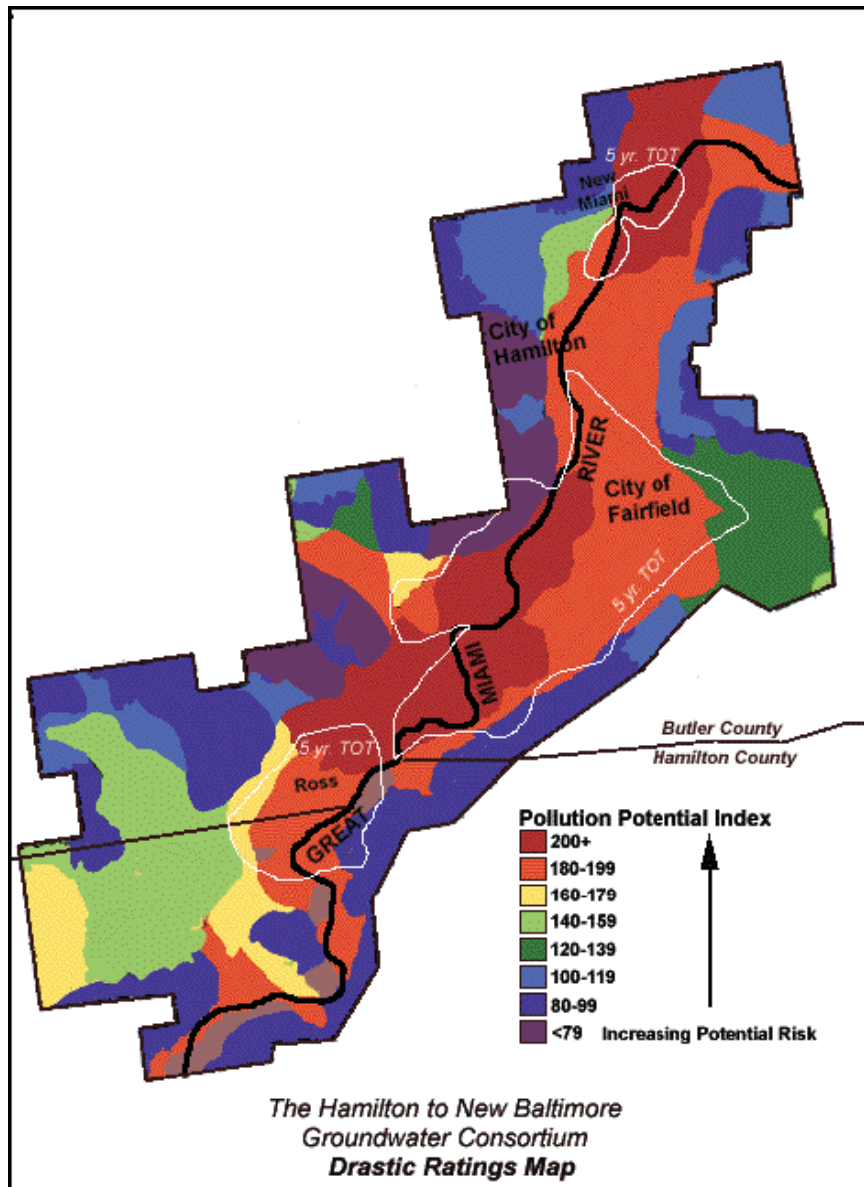 5 yr. TOT
New
Miami
City of
Hamilton
RIVER
City of
Fairfield
5 yr. TOT
MIAMI
5 yr. TOT
Butler County
Hamilton County
Ross
GREAT
Pollution Potential Index
200+
180-199
160-179
140-159
120-139
100-119
80-99
<79 Increasing Potential Risk
The Hamilton to New Baltimore
Groundwater Consortium
Drastic Ratings Map